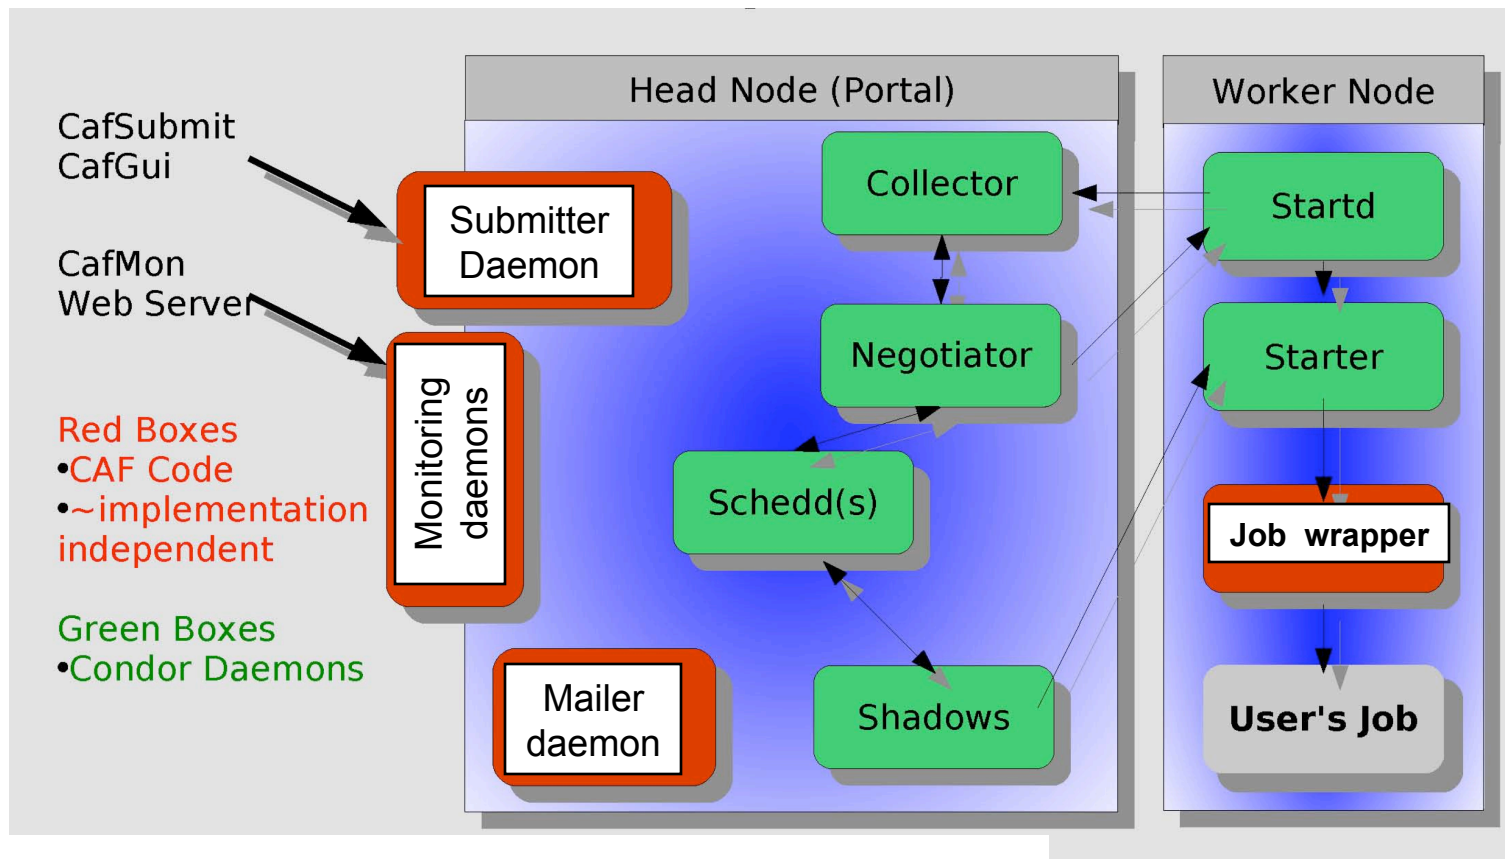 Head Node (Portal)
Worker Node
CafSubmit
CafGui
Submitter
Daemon
Collector
Startd
CafMon
Web Server
Monitoring
daemons
Negotiator
Starter
Red Boxes
•CAF Code
•~implementation
independent
Schedd(s)
Job wrapper
Green Boxes
•Condor Daemons
Mailer
daemon
Shadows
User's Job